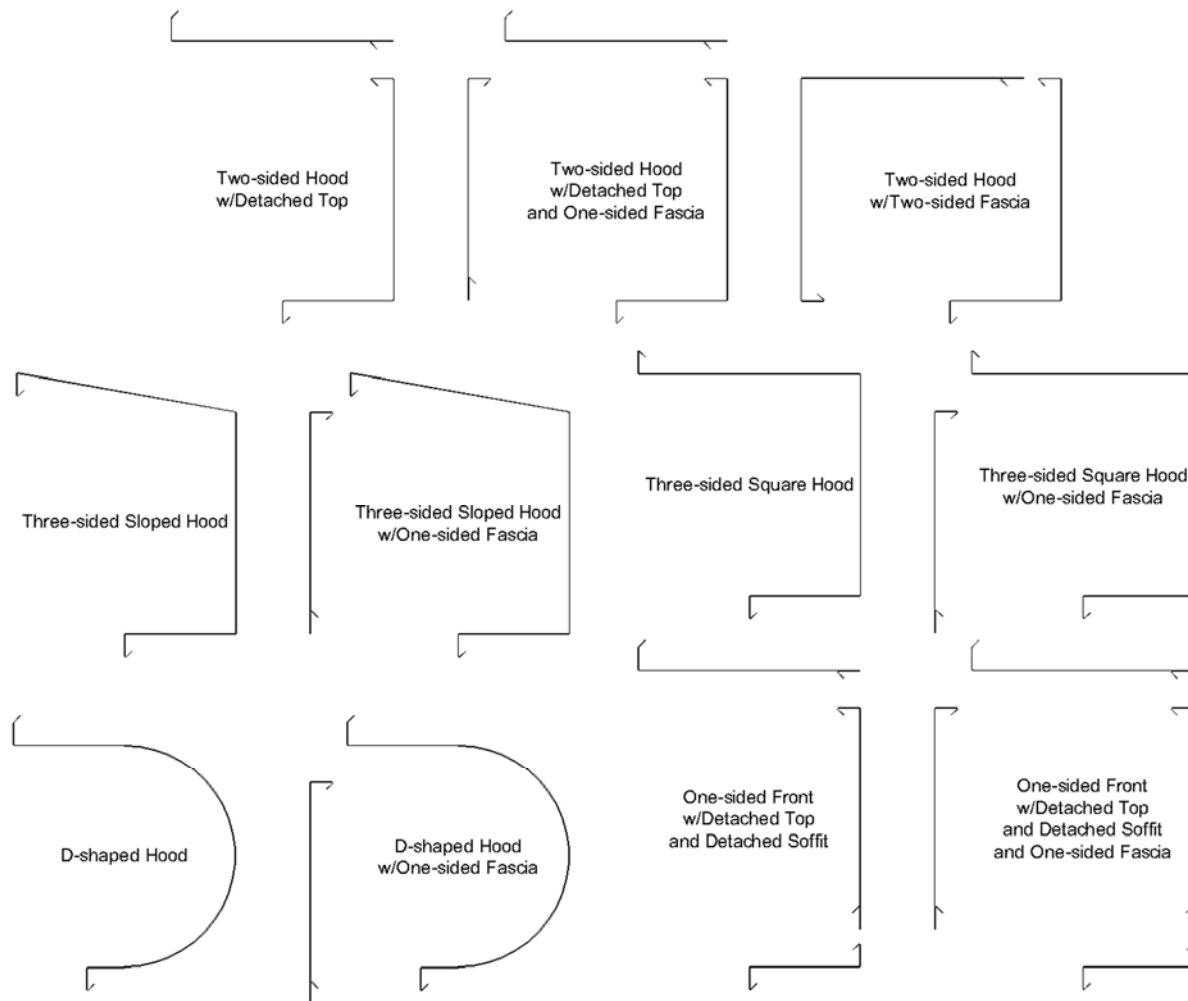 Two-sided Hood
w/Detached Top
Two-sided Hood
w/Detached Top
and One-sided Fascia
Two-sided Hood
w/Two-sided Fascia
Three-sided Sloped Hood
Three-sided Sloped Hood
w/One-sided Fascia
Three-sided Square Hood
Three-sided Square Hood
w/One-sided Fascia
D-shaped Hood
D-shaped Hood
w/One-sided Fascia
One-sided Front
w/Detached Top
and Detached Soffit
One-sided Front
w/Detached Top
and Detached Soffit
and One-sided Fascia